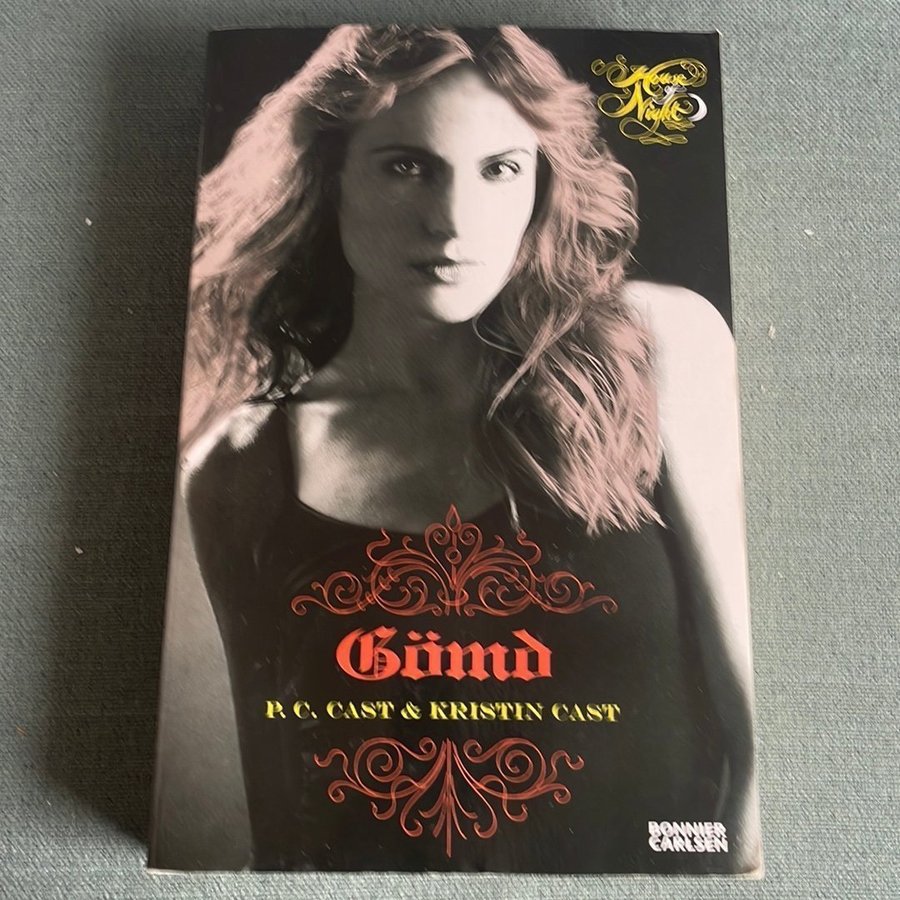 House
of
Night
Gömd
P. C. CAST & KRISTIN CAST
BONNIER
CARLSEN